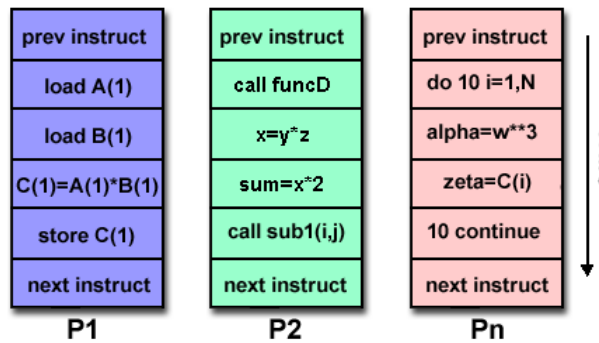 prev instruct
load A(1)
load B(1)
C(1)=A(1)*B(1)
store C(1)
next instruct
P1
prev instruct
call funcD
x=y*z
sum=x*2
call sub1(i,j)
next instruct
P2
prev instruct
do 10 i=1,N
alpha=w**3
zeta=C(i)
10 continue
next instruct
Pn